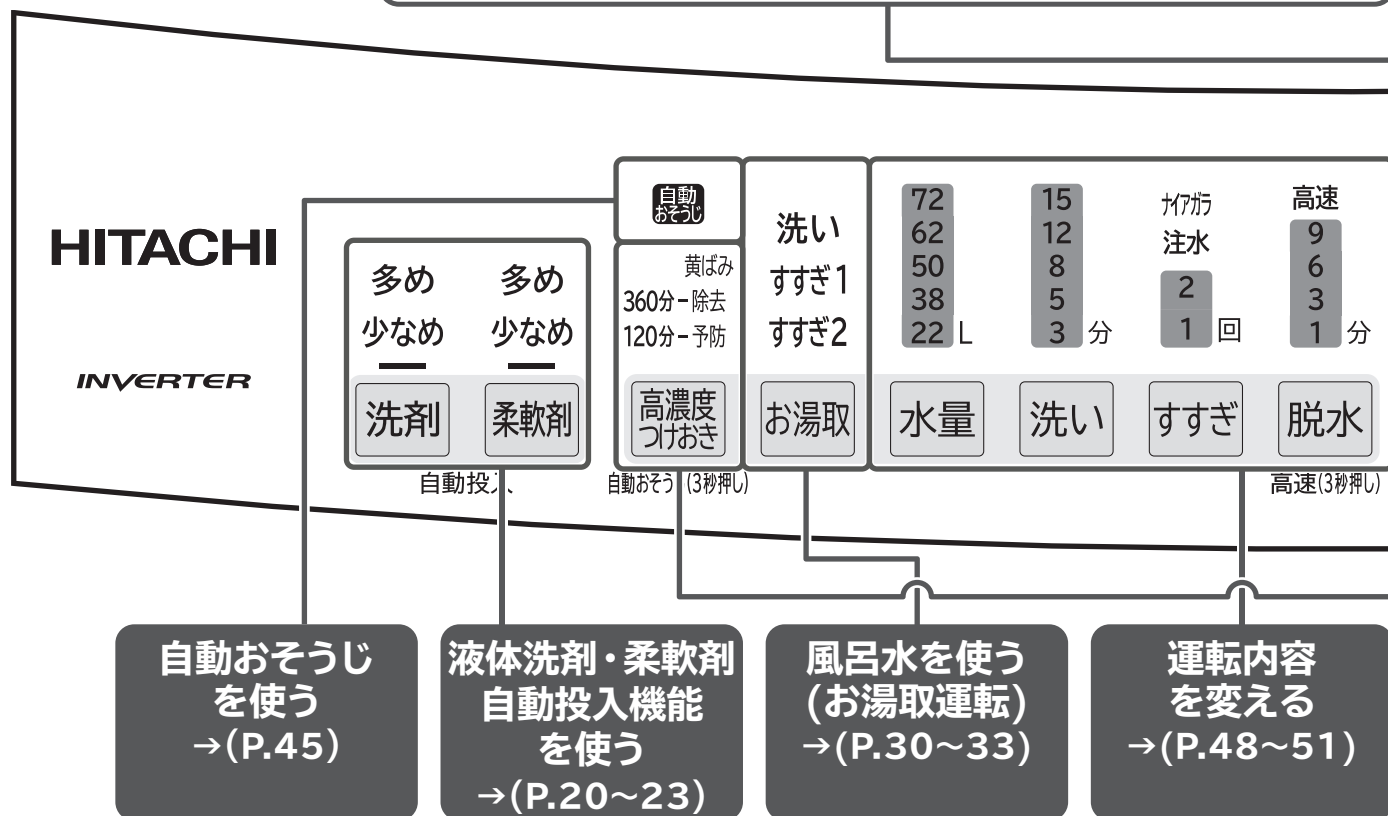 HITACHI
INVERTER
多め 多め
少なめ 少なめ
洗剤 柔軟剤
自動投入
自動
おそうじ
黄ばみ
360分-除去
120分-予防
高濃度
つけおき
自動おそう (3秒押し)
洗い
すすぎ1
すすぎ2
お湯取
72
62
50
38
22 L
水量
15
12
8
5
3 分
洗い
ナイアガラ
注水
2
1 回
すすぎ
高速
9
6
3
1 分
脱水
高速(3秒押し)
自動おそうじ
を使う
→(P.45)
液体洗剤・柔軟剤
自動投入機能
を使う
→(P.20~23)
風呂水を使う
(お湯取運転)
→(P.30~33)
運転内容
を変える
→(P.48~51)